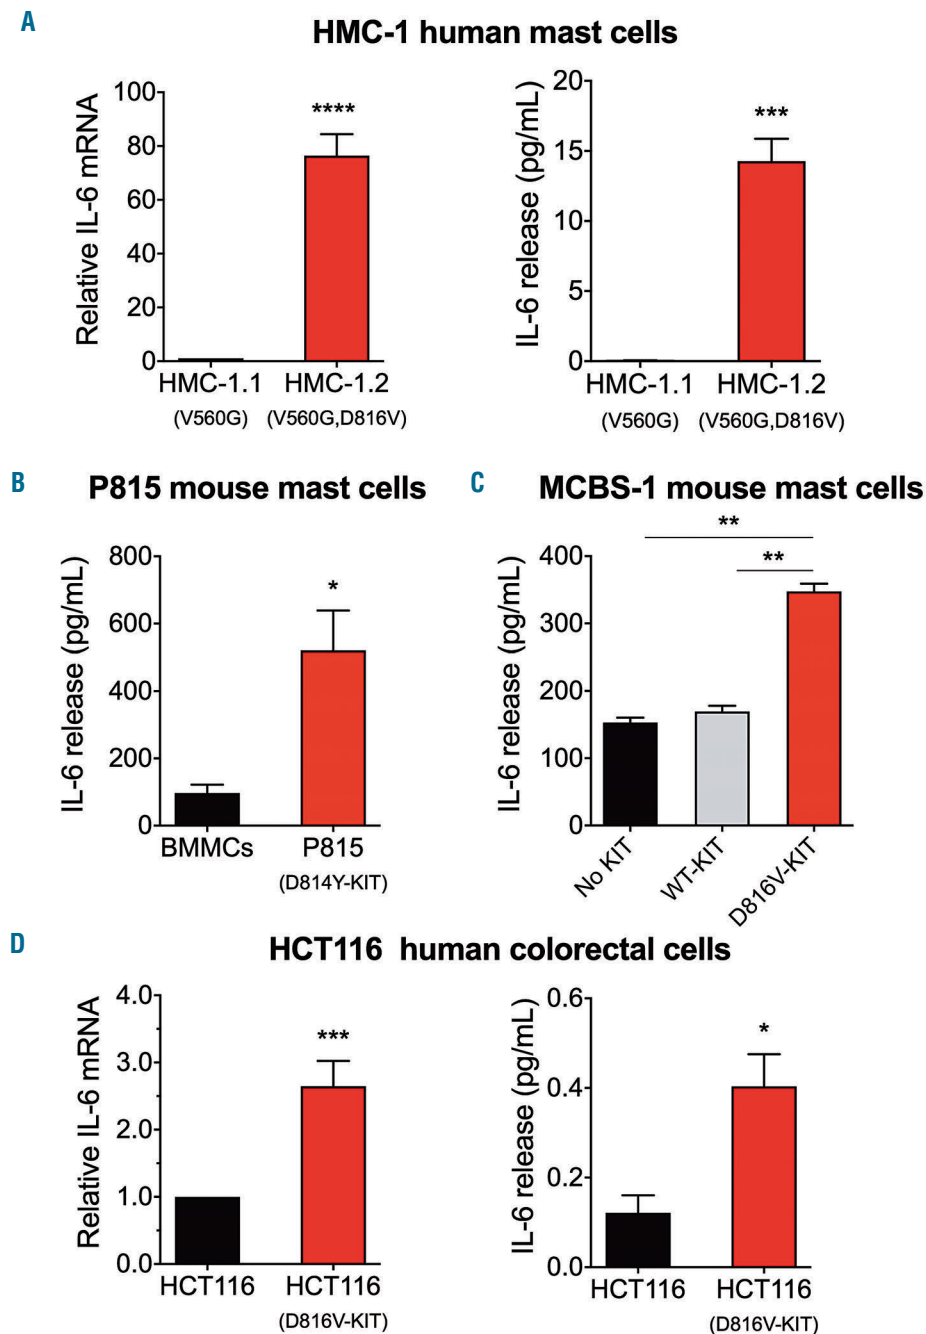 A
HMC-1 human mast cells
Relative IL-6 mRNA
100
80
60
40
20
0
****
HMC-1.1
(V560G)
HMC-1.2
(V560G,D816V)
IL-6 release (pg/mL)
20
15
10
5
0
***
HMC-1.1
(V560G)
HMC-1.2
(V560G,D816V)
B
P815 mouse mast cells
IL-6 release (pg/mL)
800
600
400
200
0
*
BMMCs
P815
(D814Y-KIT)
C
MCBS-1 mouse mast cells
IL-6 release (pg/mL)
400
300
200
100
0
**
**
No KIT
WT-KIT
D816V-KIT
D
HCT116 human colorectal cells
Relative IL-6 mRNA
4.0
3.0
2.0
1.0
0.0
***
HCT116
HCT116
(D816V-KIT)
IL-6 release (pg/mL)
0.6
0.4
0.2
0.0
*
HCT116
HCT116
(D816V-KIT)